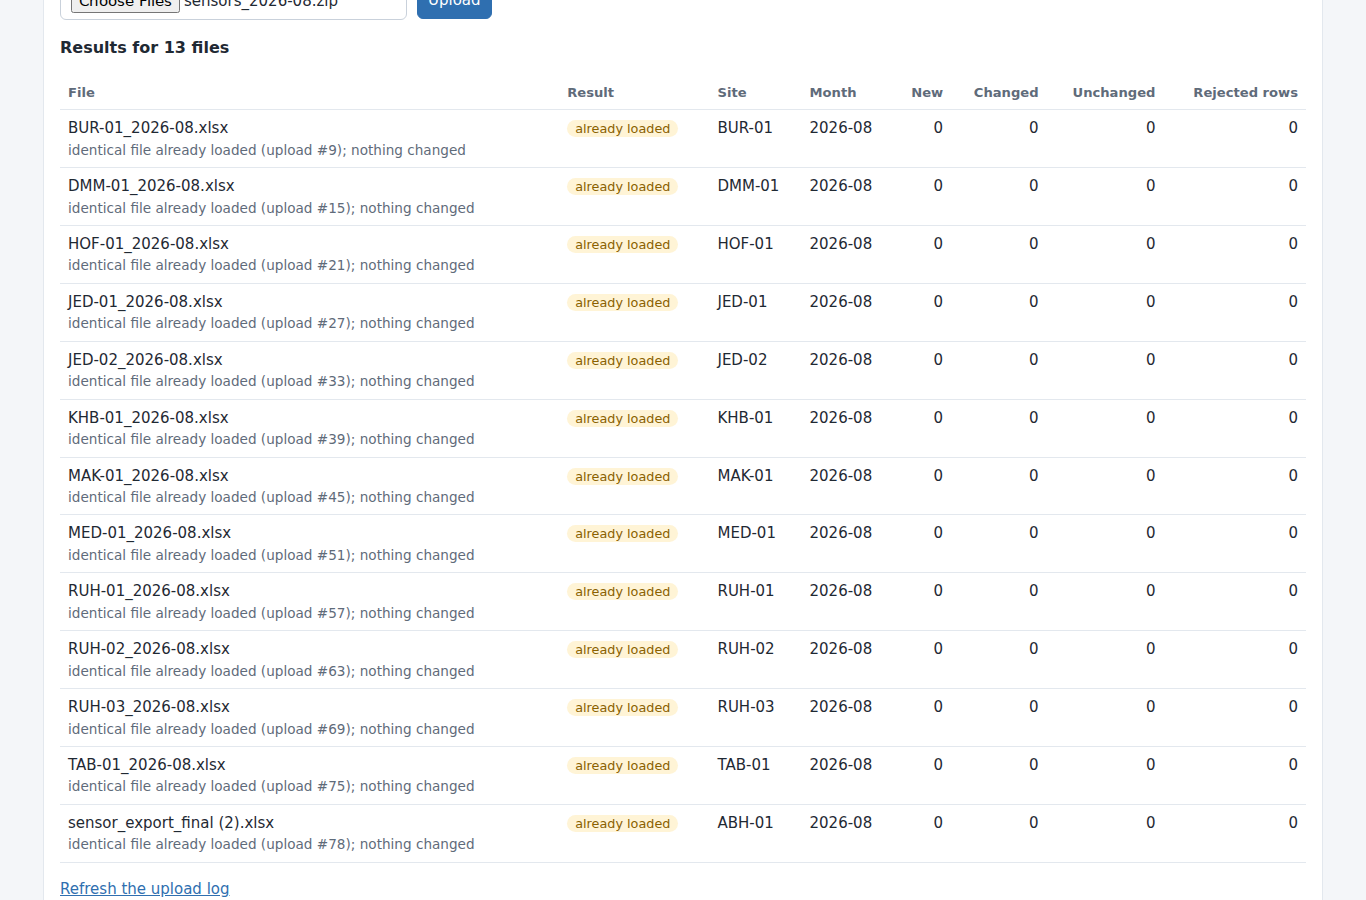 Choose Files sensors_2026-08.zip Upload
Results for 13 files
File Result Site Month New Changed Unchanged Rejected rows
BUR-01_2026-08.xlsx already loaded BUR-01 2026-08 0 0 0 0
identical file already loaded (upload #9); nothing changed
DMM-01_2026-08.xlsx already loaded DMM-01 2026-08 0 0 0 0
identical file already loaded (upload #15); nothing changed
HOF-01_2026-08.xlsx already loaded HOF-01 2026-08 0 0 0 0
identical file already loaded (upload #21); nothing changed
JED-01_2026-08.xlsx already loaded JED-01 2026-08 0 0 0 0
identical file already loaded (upload #27); nothing changed
JED-02_2026-08.xlsx already loaded JED-02 2026-08 0 0 0 0
identical file already loaded (upload #33); nothing changed
KHB-01_2026-08.xlsx already loaded KHB-01 2026-08 0 0 0 0
identical file already loaded (upload #39); nothing changed
MAK-01_2026-08.xlsx already loaded MAK-01 2026-08 0 0 0 0
identical file already loaded (upload #45); nothing changed
MED-01_2026-08.xlsx already loaded MED-01 2026-08 0 0 0 0
identical file already loaded (upload #51); nothing changed
RUH-01_2026-08.xlsx already loaded RUH-01 2026-08 0 0 0 0
identical file already loaded (upload #57); nothing changed
RUH-02_2026-08.xlsx already loaded RUH-02 2026-08 0 0 0 0
identical file already loaded (upload #63); nothing changed
RUH-03_2026-08.xlsx already loaded RUH-03 2026-08 0 0 0 0
identical file already loaded (upload #69); nothing changed
TAB-01_2026-08.xlsx already loaded TAB-01 2026-08 0 0 0 0
identical file already loaded (upload #75); nothing changed
sensor_export_final (2).xlsx already loaded ABH-01 2026-08 0 0 0 0
identical file already loaded (upload #78); nothing changed
Refresh the upload log